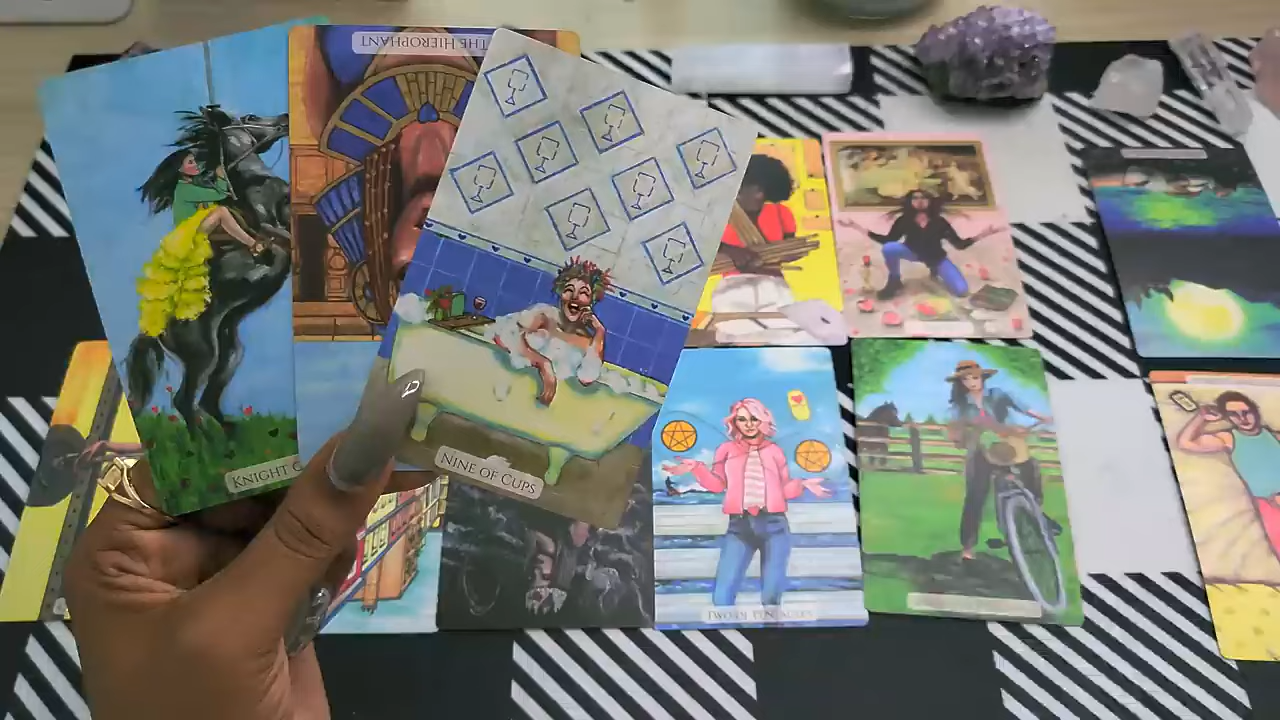 THE HIEROPHANT
KNIGHT
NINE OF CUPS
TWO OF PENTACLES